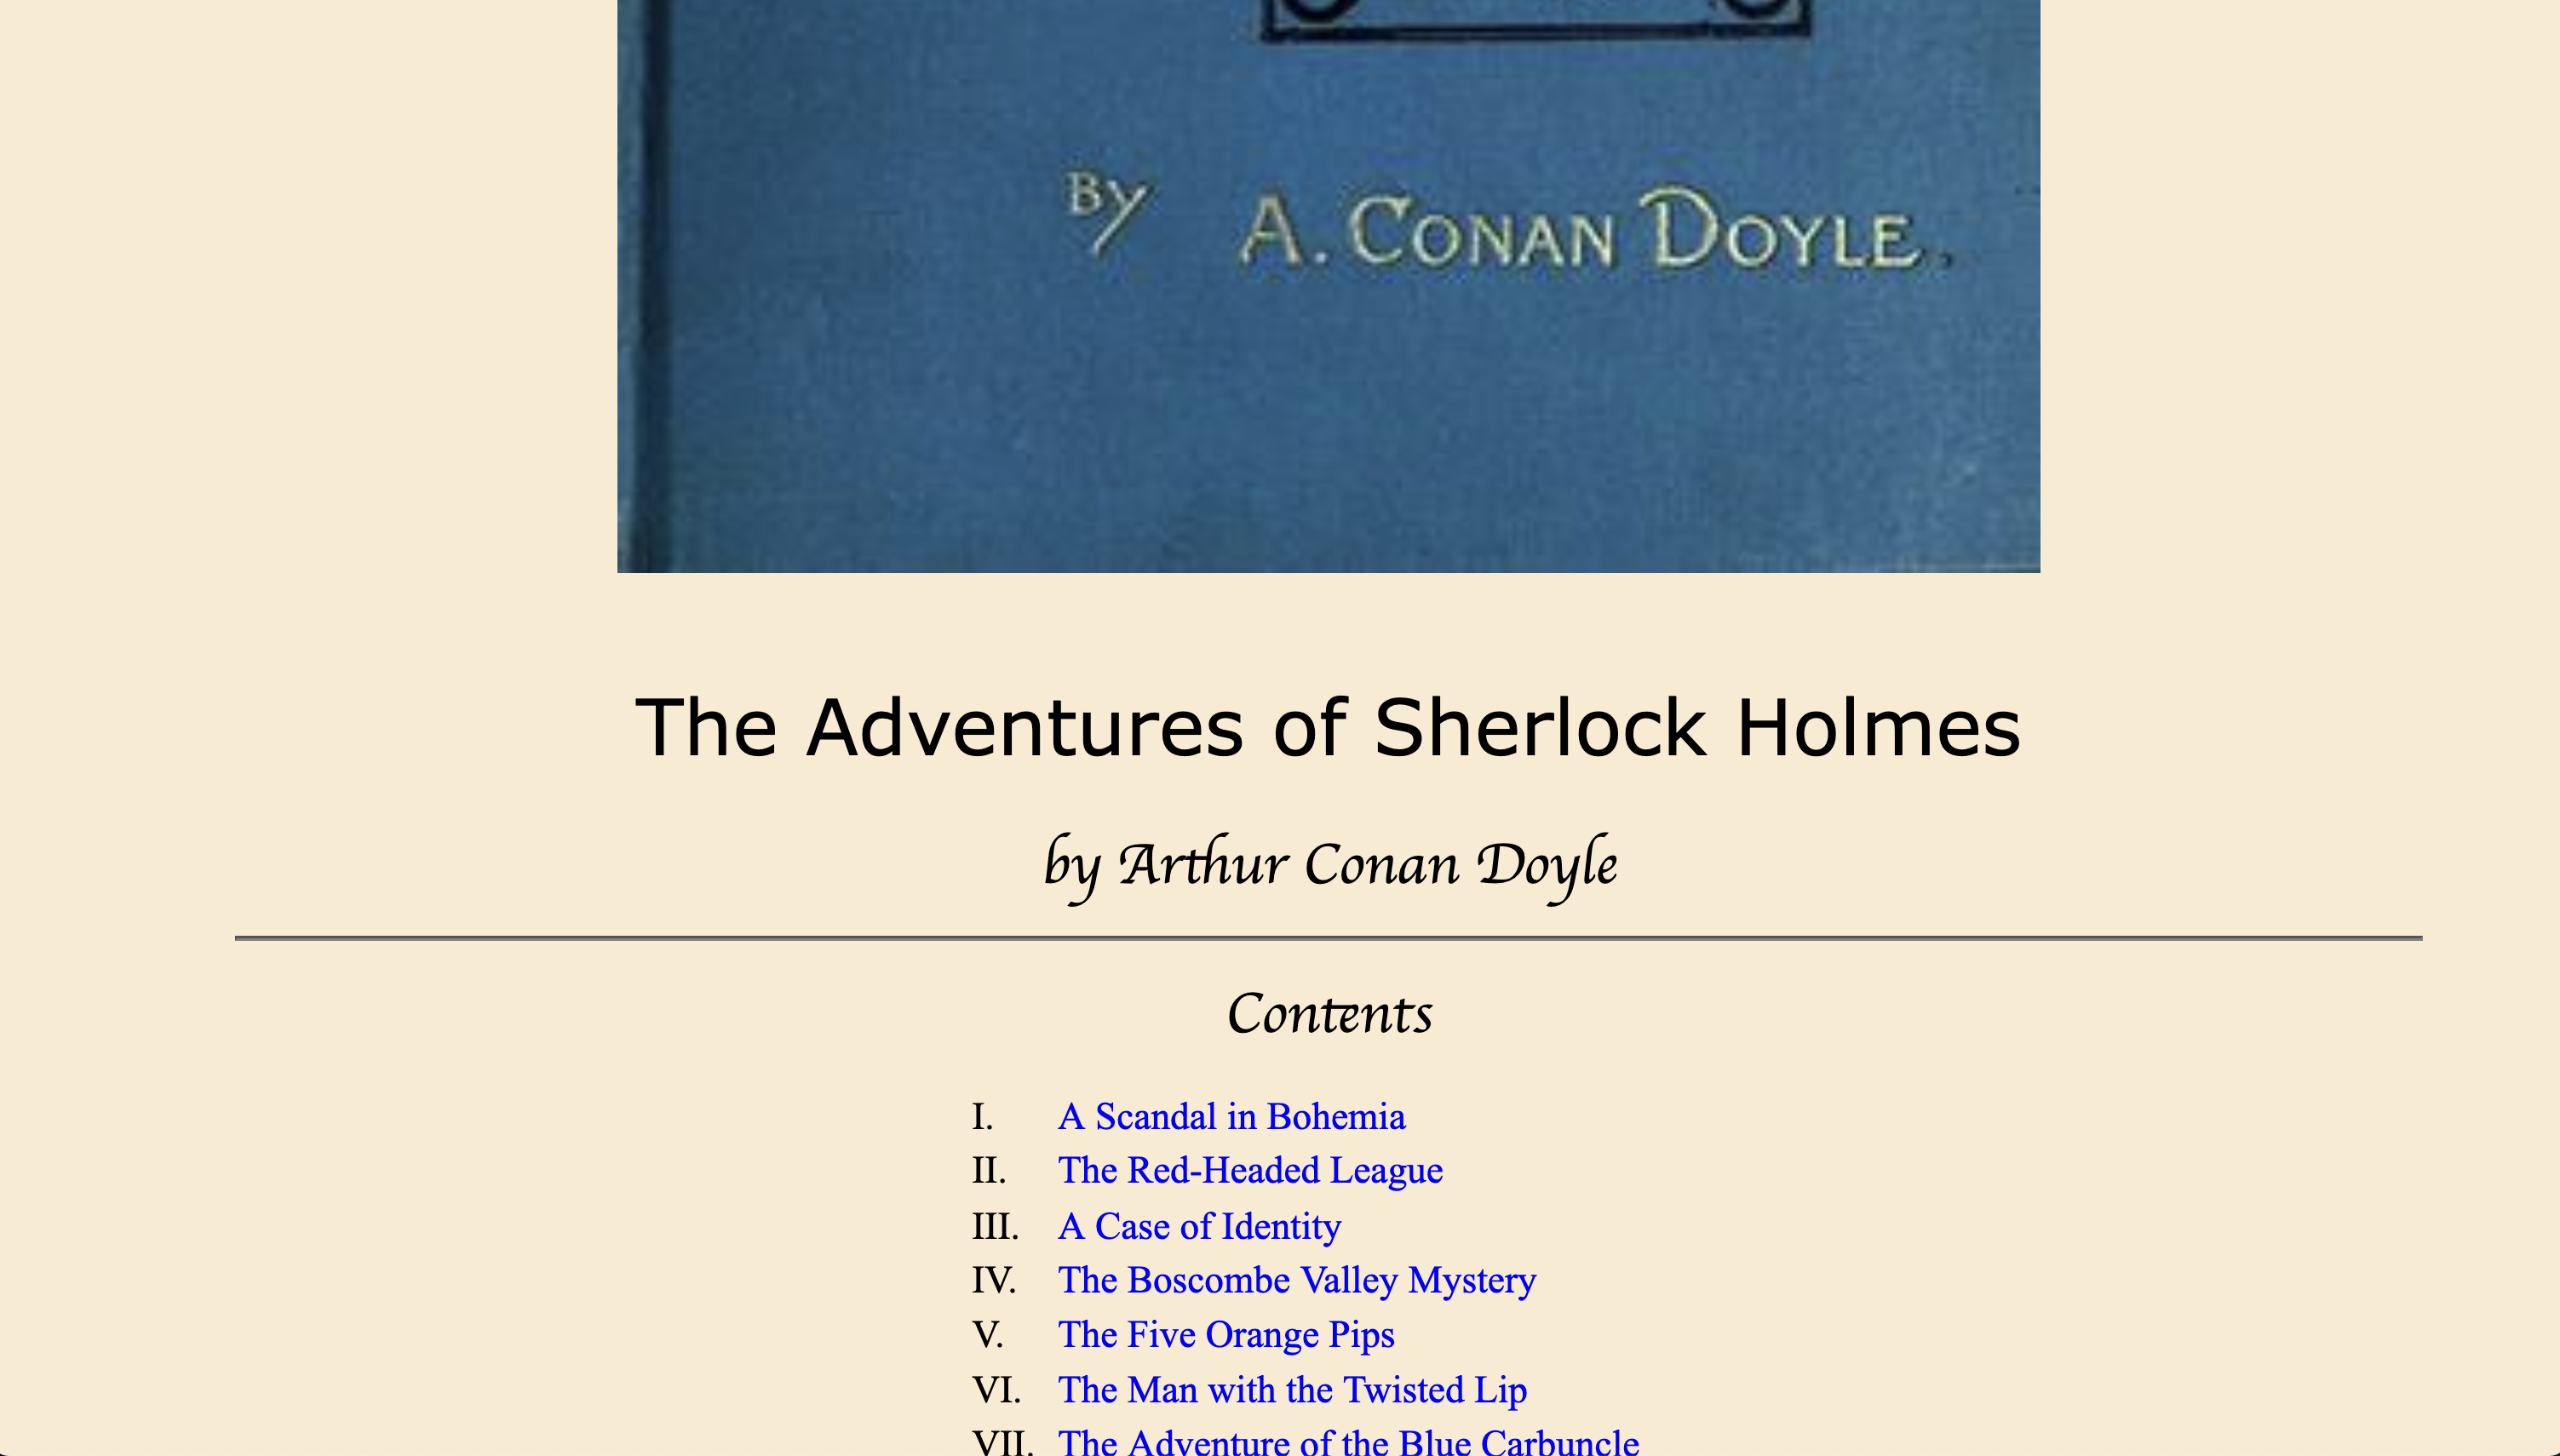 By A. CONAN DOYLE.
The Adventures of Sherlock Holmes
by Arthur Conan Doyle
Contents
I. A Scandal in Bohemia
II. The Red-Headed League
III. A Case of Identity
IV. The Boscombe Valley Mystery
V. The Five Orange Pips
VI. The Man with the Twisted Lip
VII. The Adventure of the Blue Carbuncle